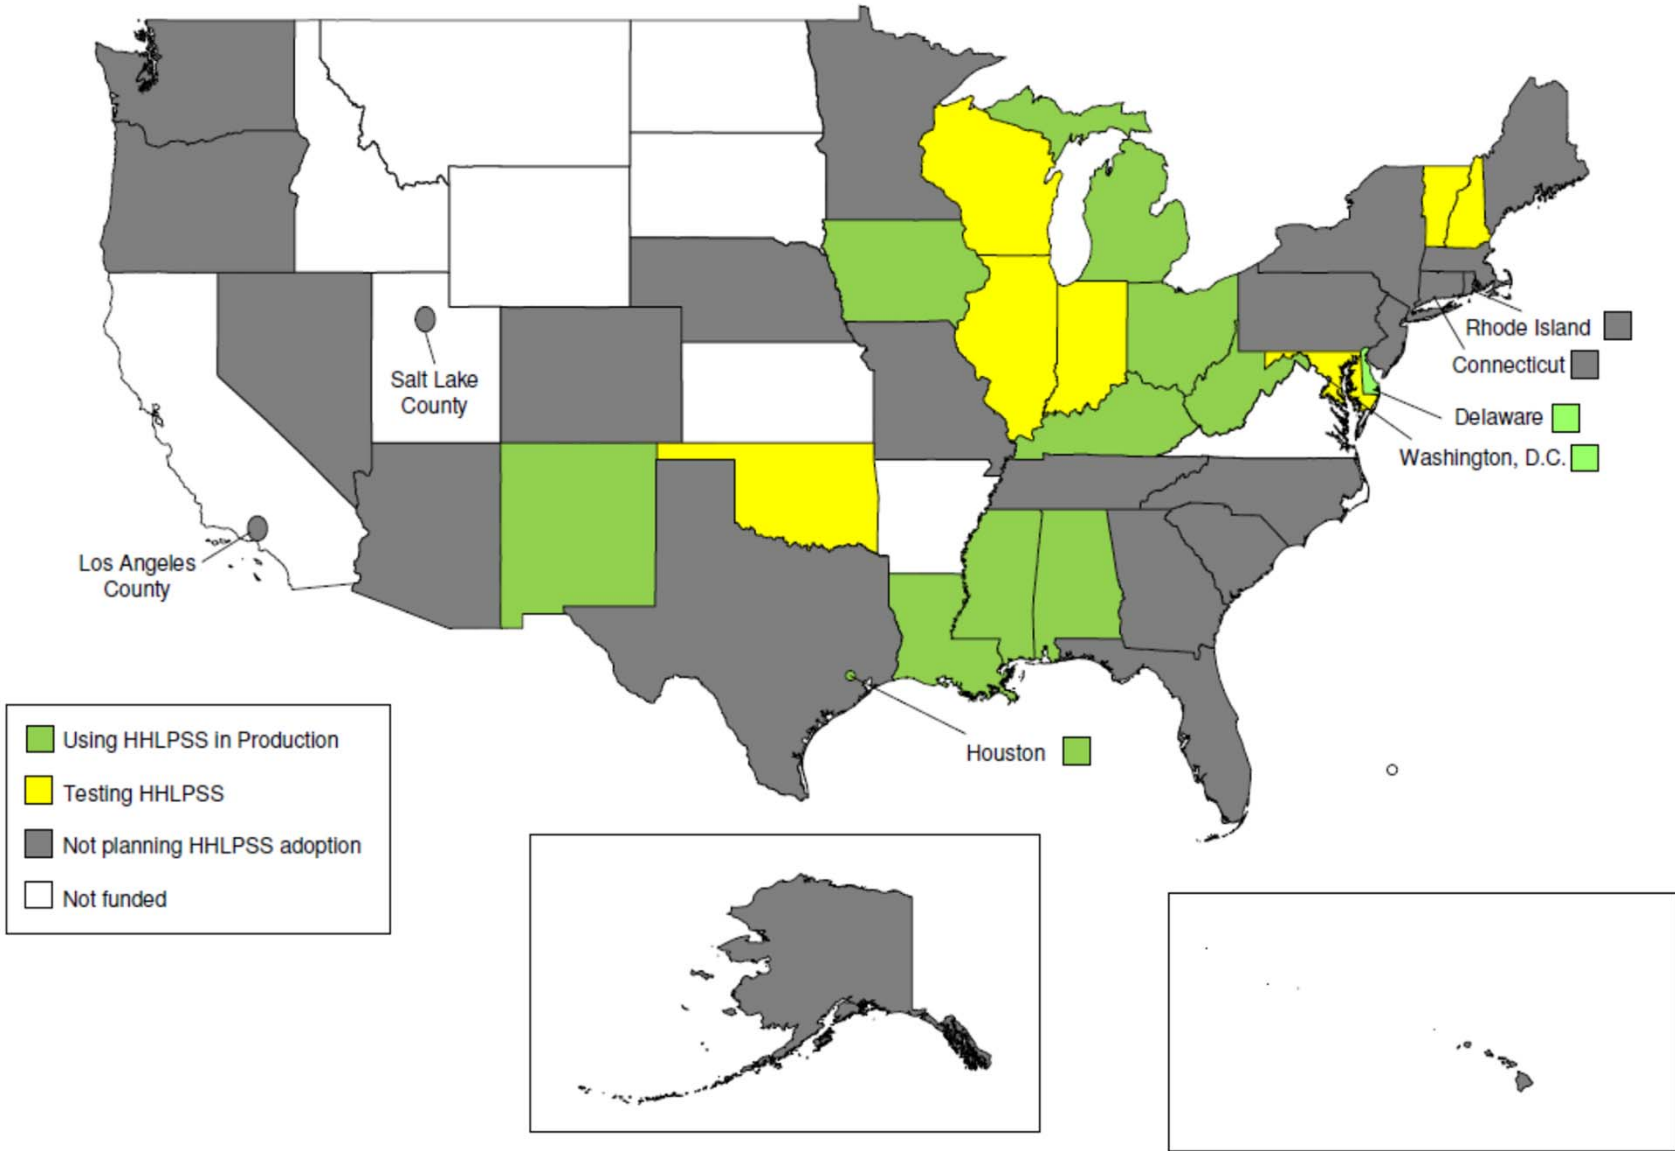 Salt Lake
County
Rhode Island
Connecticut
Delaware
Washington, D.C.
Los Angeles
County
Houston
Using HHLPSS in Production
Testing HHLPSS
Not planning HHLPSS adoption
Not funded